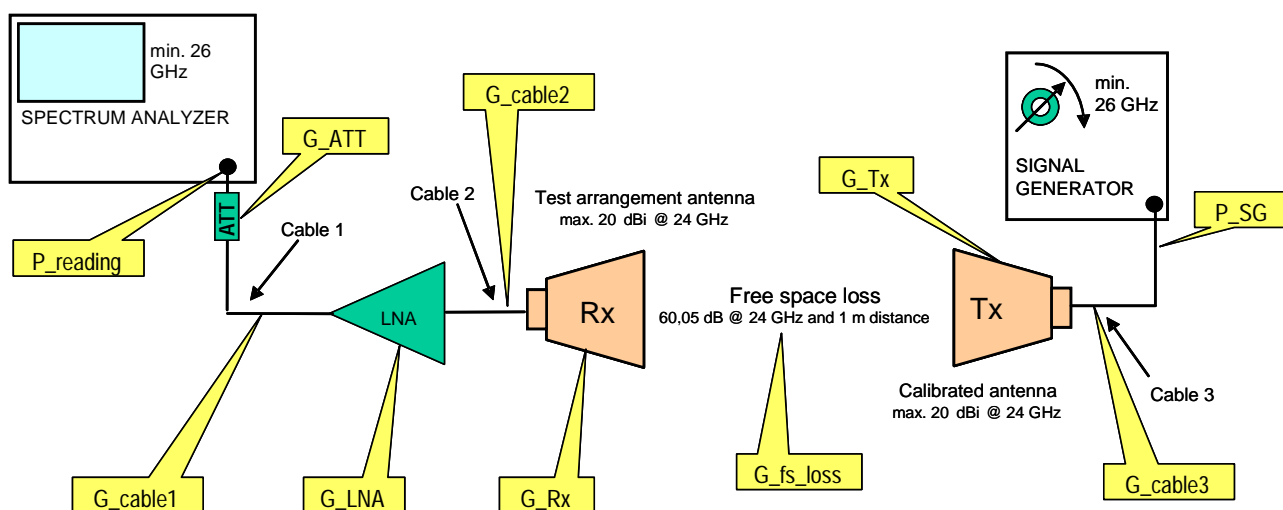 min. 26
GHz
SPECTRUM ANALYZER
G_ATT
G_cable2
min.
26 GHz
SIGNAL
GENERATOR
G_Tx
P_SG
Cable 2
Test arrangement antenna
max. 20 dBi @ 24 GHz
ATT
Cable 1
P_reading
LNA
Rx
Free space loss
60,05 dB @ 24 GHz and 1 m distance
Tx
Calibrated antenna
max. 20 dBi @ 24 GHz
Cable 3
G_cable1
G_LNA
G_Rx
G_fs_loss
G_cable3